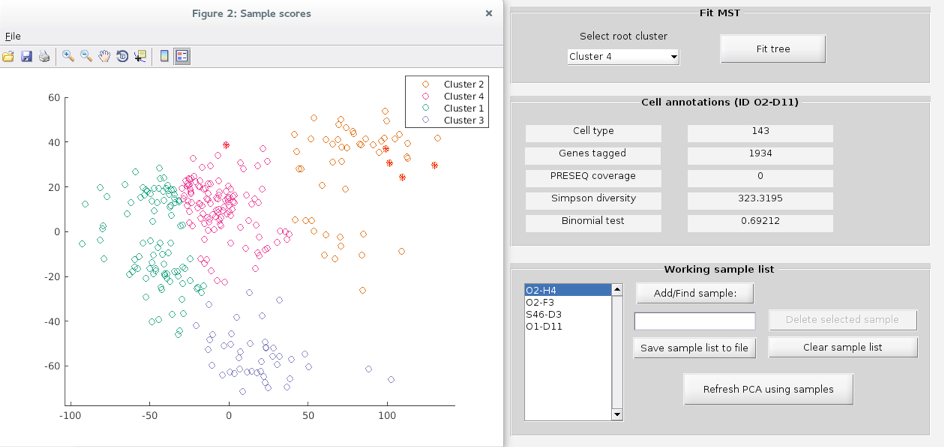 Figure 2: Sample scores
×
File
Cluster 2
Cluster 4
Cluster 1
Cluster 3
60
40
20
0
-20
-40
-60
-100
-50
0
50
100
Fit MST
Select root cluster
Cluster 4
Fit tree
Cell annotations (ID O2-D11)
Cell type
143
Genes tagged
1934
PRESEQ coverage
0
Simpson diversity
323.3195
Binomial test
0.69212
Working sample list
O2-H4
O2-F3
S46-D3
O1-D11
Add/Find sample:
Delete selected sample
Save sample list to file
Clear sample list
Refresh PCA using samples